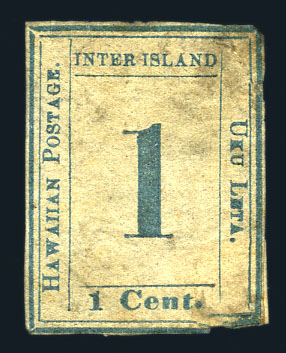 INTER ISLAND
HAWAIIAN POSTAGE.
1
UKU LETA.
1 Cent.